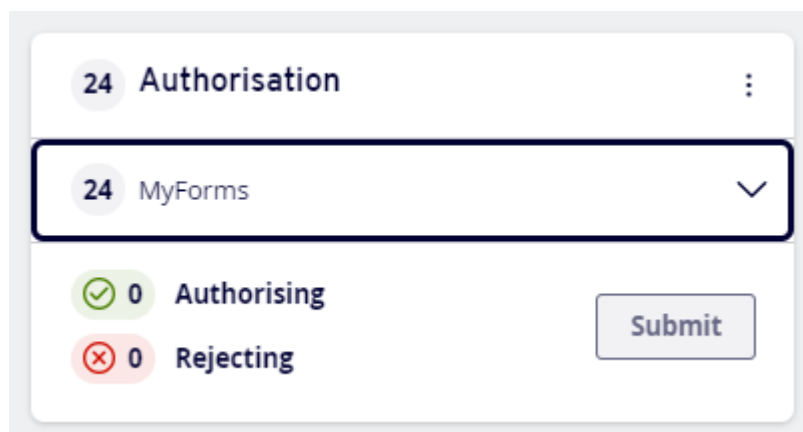 24 Authorisation
24 MyForms
0 Authorising
Submit
0 Rejecting